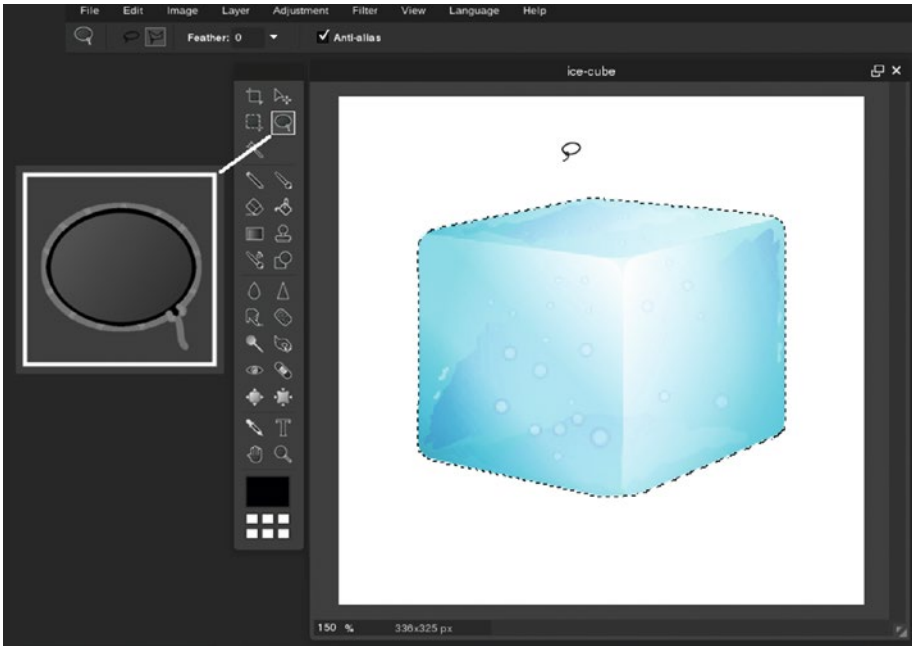 File Edit Image Layer Adjustment Filter View Language Help
Feather: 0 Anti-alias
ice-cube
T
150 % 336x325 px